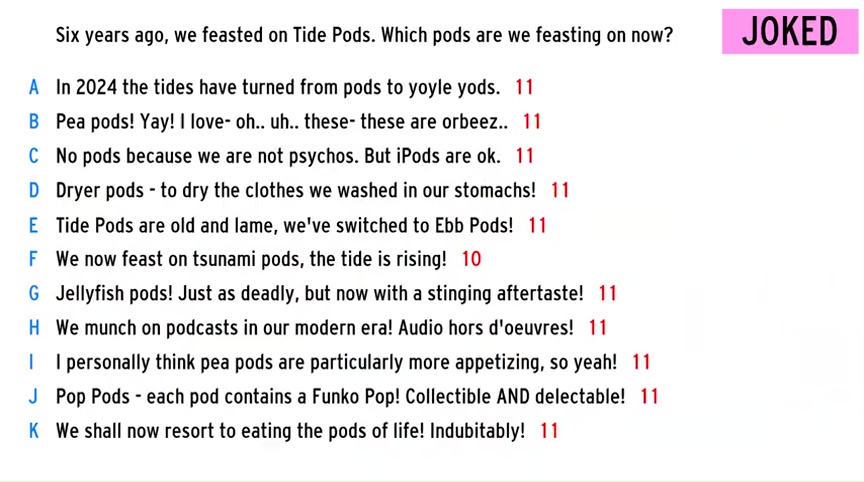 Six years ago, we feasted on Tide Pods. Which pods are we feasting on now?
JOKED
A In 2024 the tides have turned from pods to yoyle yods. 11
B Pea pods! Yay! I love- oh.. uh.. these- these are orbeez.. 11
C No pods because we are not psychos. But iPods are ok. 11
D Dryer pods - to dry the clothes we washed in our stomachs! 11
E Tide Pods are old and lame, we've switched to Ebb Pods! 11
F We now feast on tsunami pods, the tide is rising! 10
G Jellyfish pods! Just as deadly, but now with a stinging aftertaste! 11
H We munch on podcasts in our modern era! Audio hors d'oeuvres! 11
I I personally think pea pods are particularly more appetizing, so yeah! 11
J Pop Pods - each pod contains a Funko Pop! Collectible AND delectable! 11
K We shall now resort to eating the pods of life! Indubitably! 11